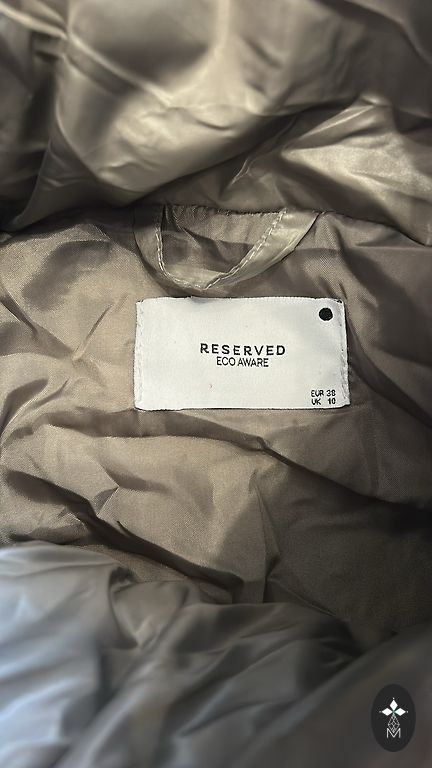 RESERVED
ECO AWARE
EUR 38
UK 10
M